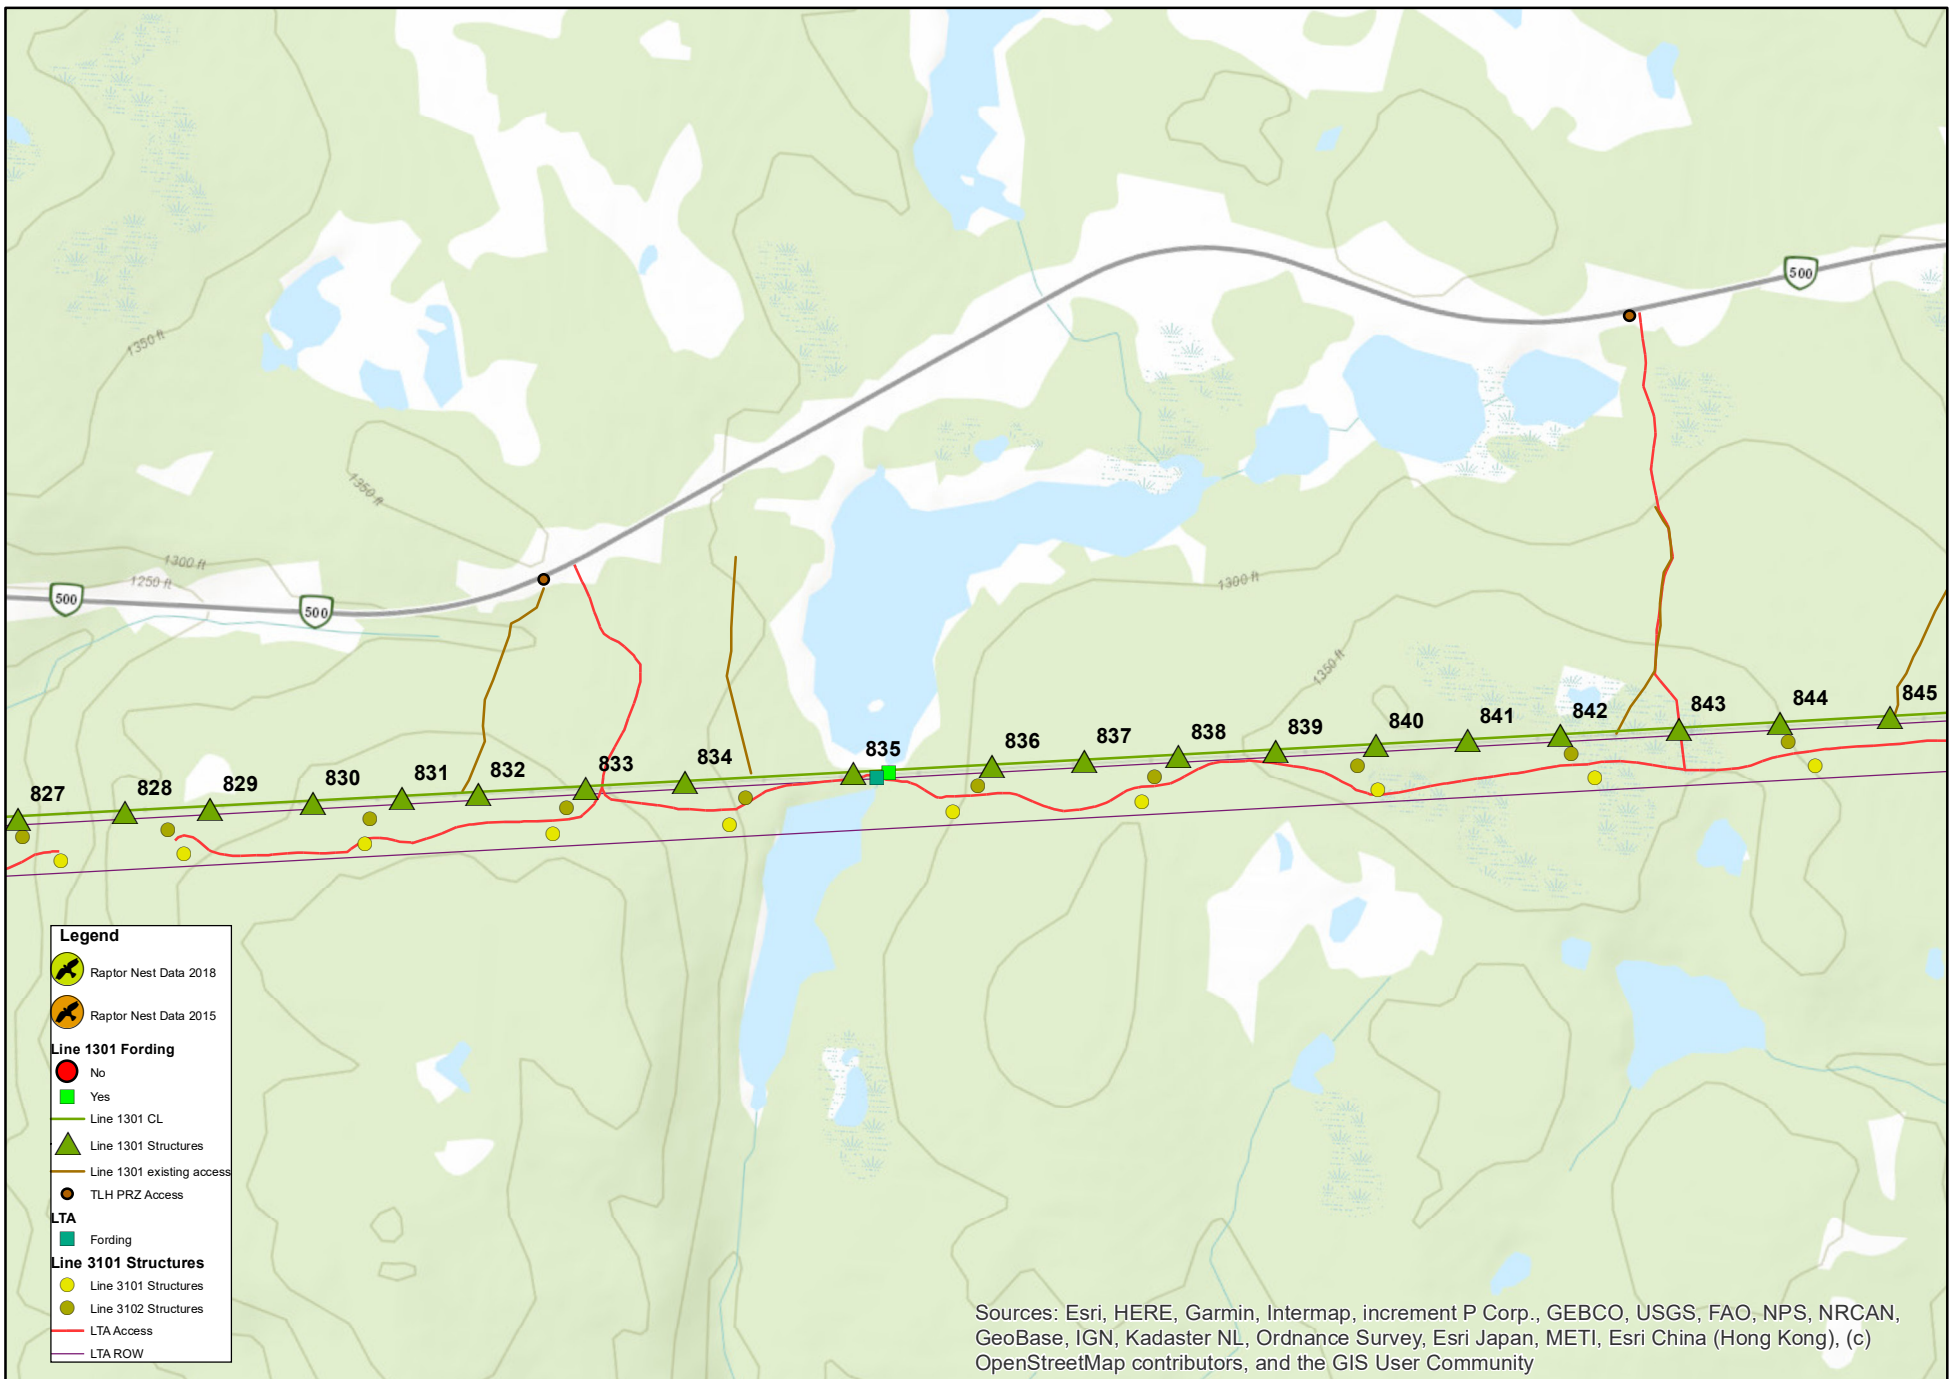 500
1350 ft
1350 ft
1300 ft
1250 ft
500
500
1300 ft
1350 ft
827
828
829
830
831
832
833
834
835
836
837
838
839
840
841
842
843
844
845
Legend
Raptor Nest Data 2018
Raptor Nest Data 2015
Line 1301 Fording
No
Yes
Line 1301 CL
Line 1301 Structures
Line 1301 existing access
TLH PRZ Access
LTA
Fording
Line 3101 Structures
Line 3101 Structures
Line 3102 Structures
LTA Access
LTA ROW
Sources: Esri, HERE, Garmin, Intermap, increment P Corp., GEBCO, USGS, FAO, NPS, NRCAN,
GeoBase, IGN, Kadaster NL, Ordnance Survey, Esri Japan, METI, Esri China (Hong Kong), (c)
OpenStreetMap contributors, and the GIS User Community